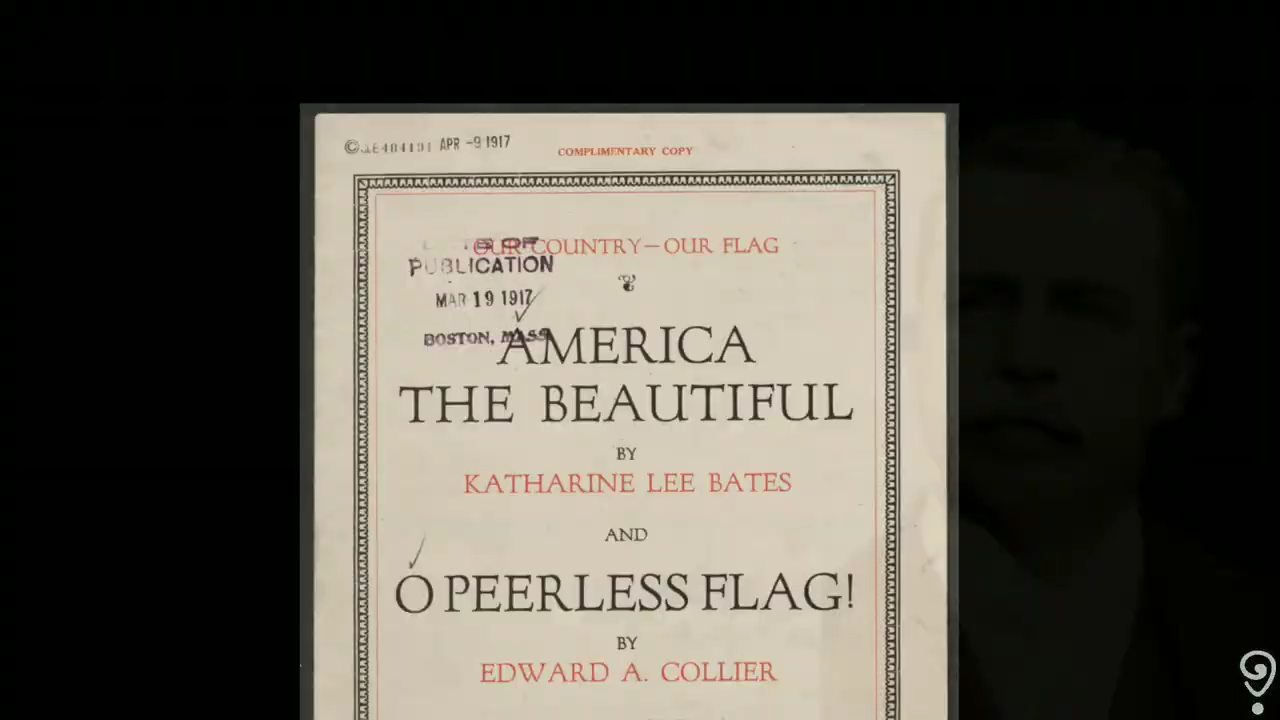 APR -9 1917
COMPLIMENTARY COPY
OUR COUNTRY—OUR FLAG
OF
PUBLICATION
MAR 19 1917
BOSTON, MASS
AMERICA
THE BEAUTIFUL
BY
KATHARINE LEE BATES
AND
O PEERLESS FLAG!
BY
EDWARD A. COLLIER